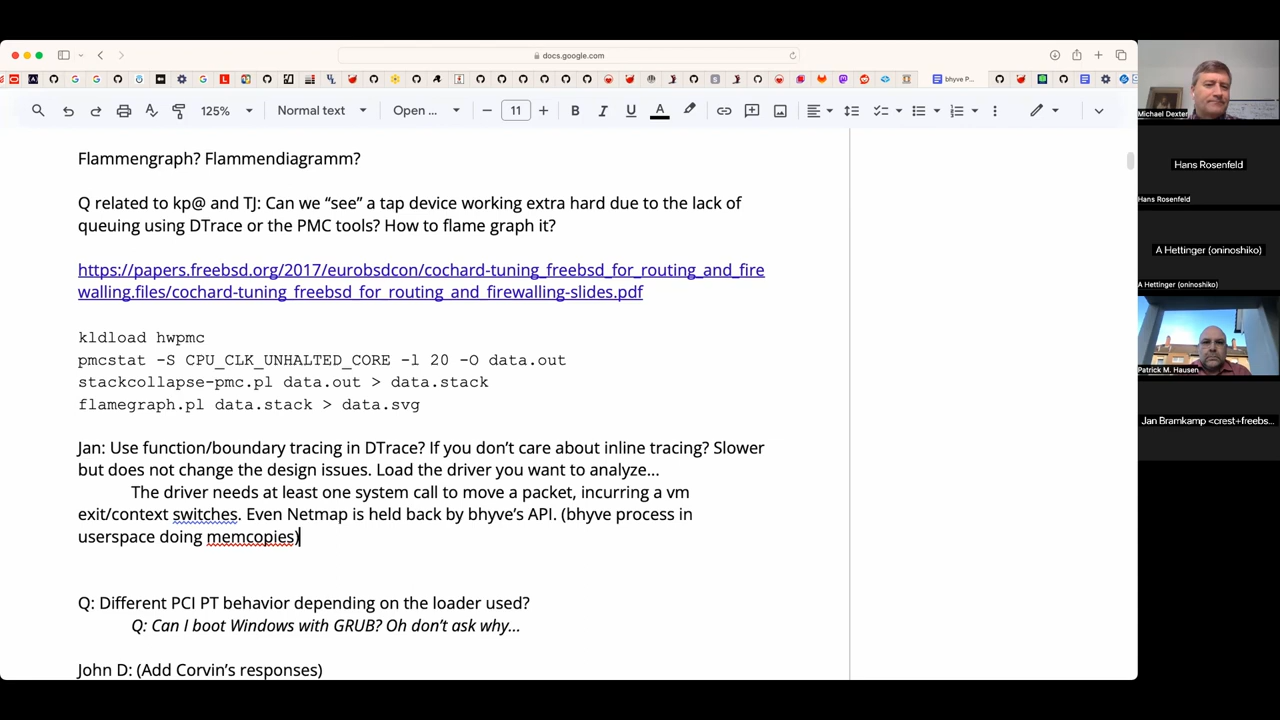 docs.google.com
bhyve P...
125%
Normal text
Open ...
11
B
I
U
A
Flammengraph? Flammendiagramm?
Q related to kp@ and TJ: Can we “see” a tap device working extra hard due to the lack of
queuing using DTrace or the PMC tools? How to flame graph it?
https://papers.freebsd.org/2017/eurobsdcon/cochard-tuning_freebsd_for_routing_and_fire
walling.files/cochard-tuning_freebsd_for_routing_and_firewalling-slides.pdf
kldload hwpmc
pmcstat -S CPU_CLK_UNHALTED_CORE -l 20 -O data.out
stackcollapse-pmc.pl data.out > data.stack
flamegraph.pl data.stack > data.svg
Jan: Use function/boundary tracing in DTrace? If you don’t care about inline tracing? Slower
but does not change the design issues. Load the driver you want to analyze...
The driver needs at least one system call to move a packet, incurring a vm
exit/context switches. Even Netmap is held back by bhyve’s API. (bhyve process in
userspace doing memcopies)
Q: Different PCI PT behavior depending on the loader used?
Q: Can I boot Windows with GRUB? Oh don’t ask why...
John D: (Add Corvin’s responses)
Michael Dexter
Hans Rosenfeld
Hans Rosenfeld
A Hettinger (oninoshiko)
A Hettinger (oninoshiko)
Patrick M. Hausen
Jan Bramkamp <crest+freebs...